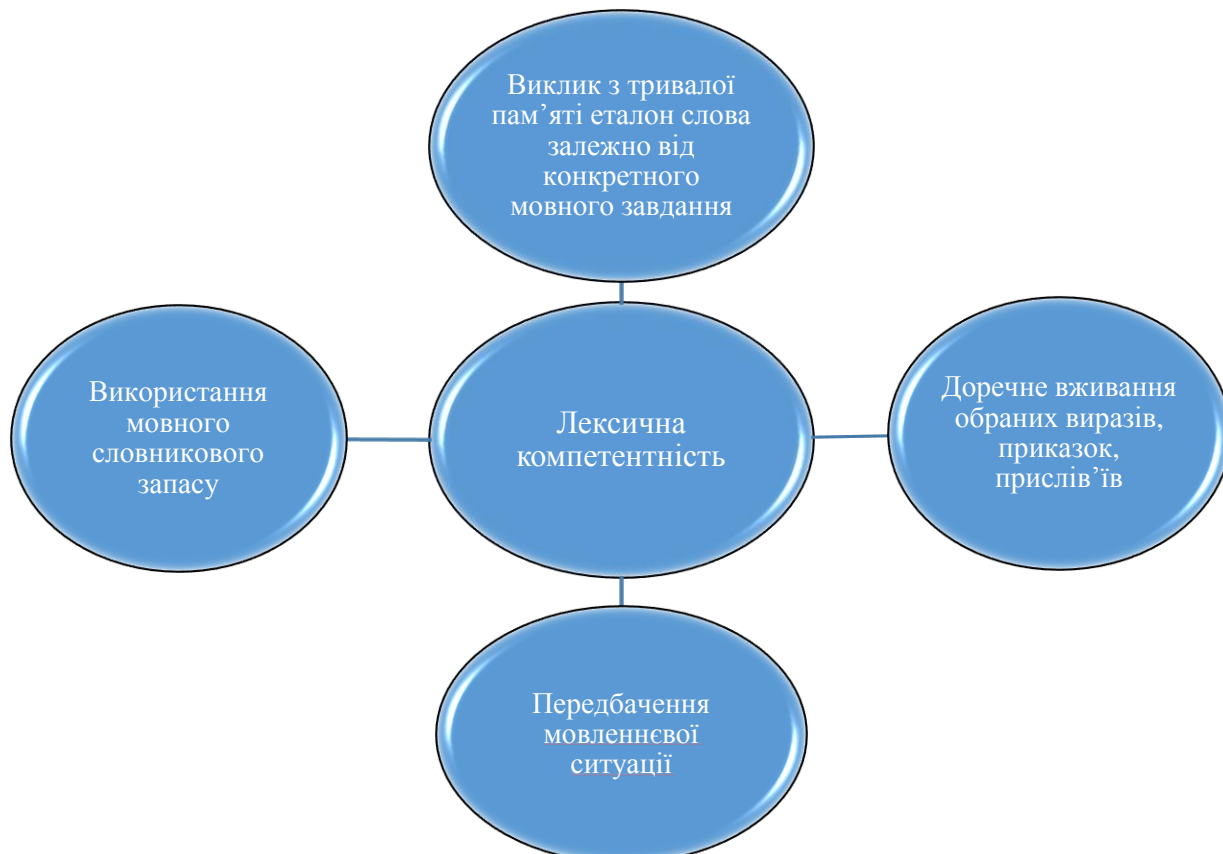 Виклик з тривалої
пам’яті еталон слова
залежно від
конкретного
мовного завдання
Використання
мовного
словникового
запасу
Лексична
компетентність
Доречне вживання
обраних виразів,
приказок,
прислів’їв
Передбачення
мовленнєвої
ситуації